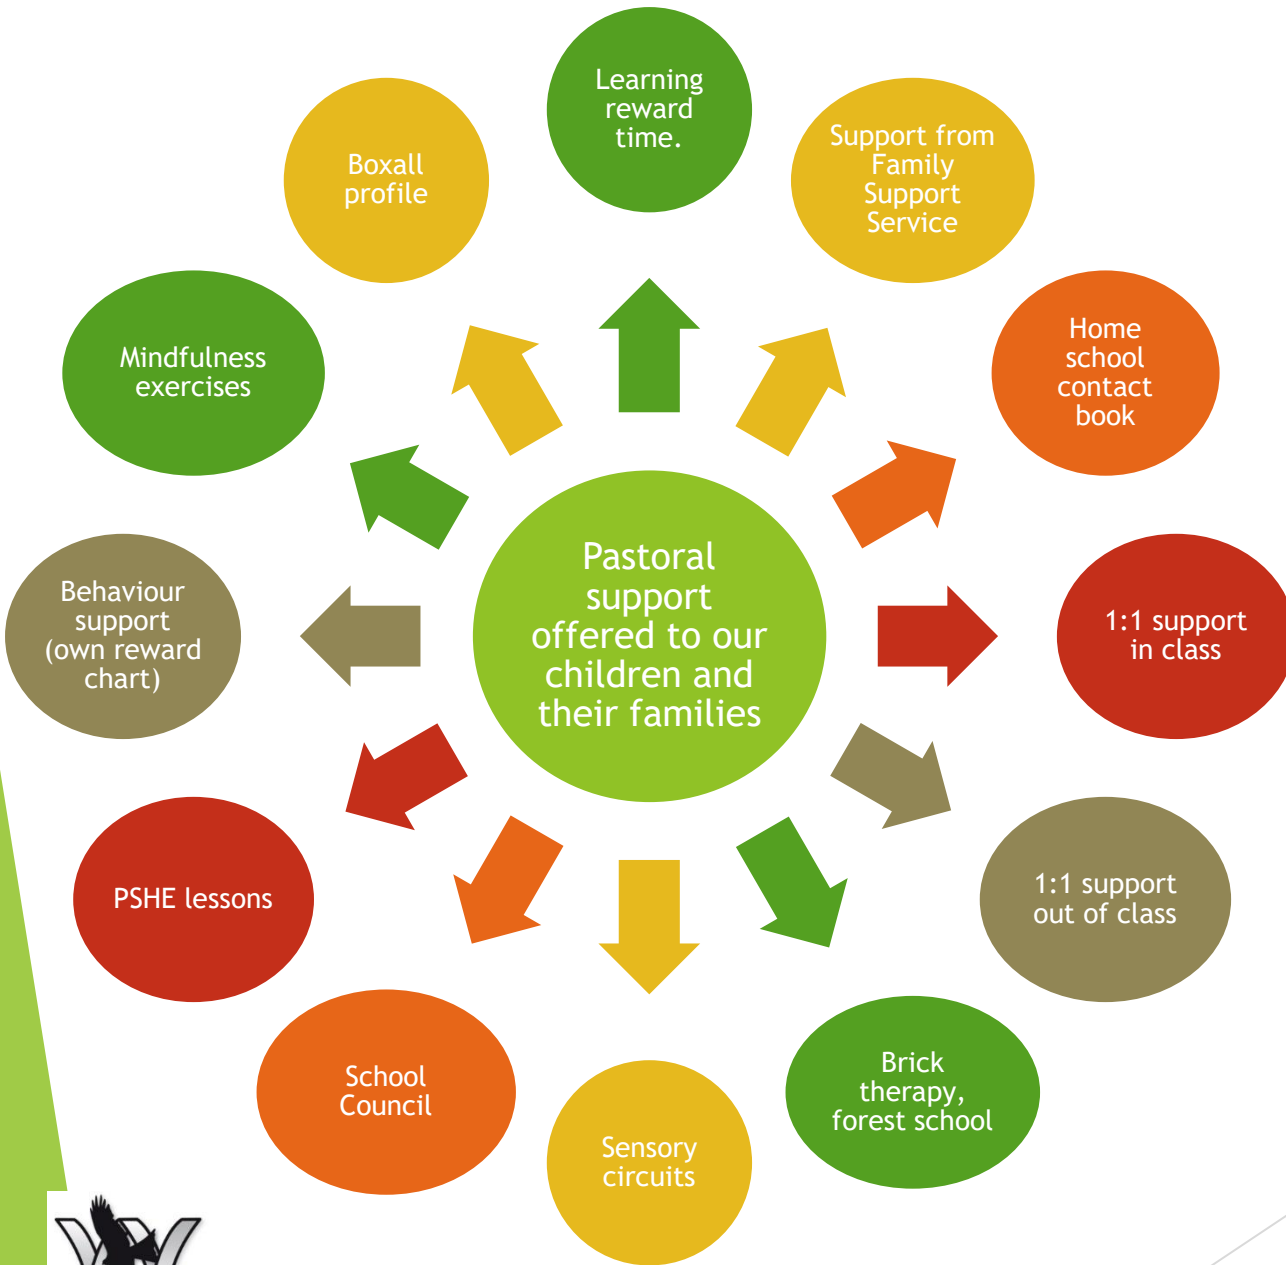 Learning
reward
time.
Support from
Family
Support
Service
Home
school
contact
book
1:1 support
in class
1:1 support
out of class
Brick
therapy,
forest school
Sensory
circuits
School
Council
PSHE lessons
Behaviour
support
(own reward
chart)
Mindfulness
exercises
Boxall
profile
Pastoral
support
offered to our
children and
their families